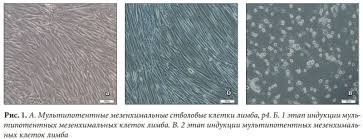 а
б
в
Рис. 1. А. Мультипотентные мезенхимальные стволовые клетки лимба, р4. Б. 1 этап индукции муль-
типотентных мезенхимальных клеток лимба. В. 2 этап индукции мультипотентных мезенхималь-
ных клеток лимба